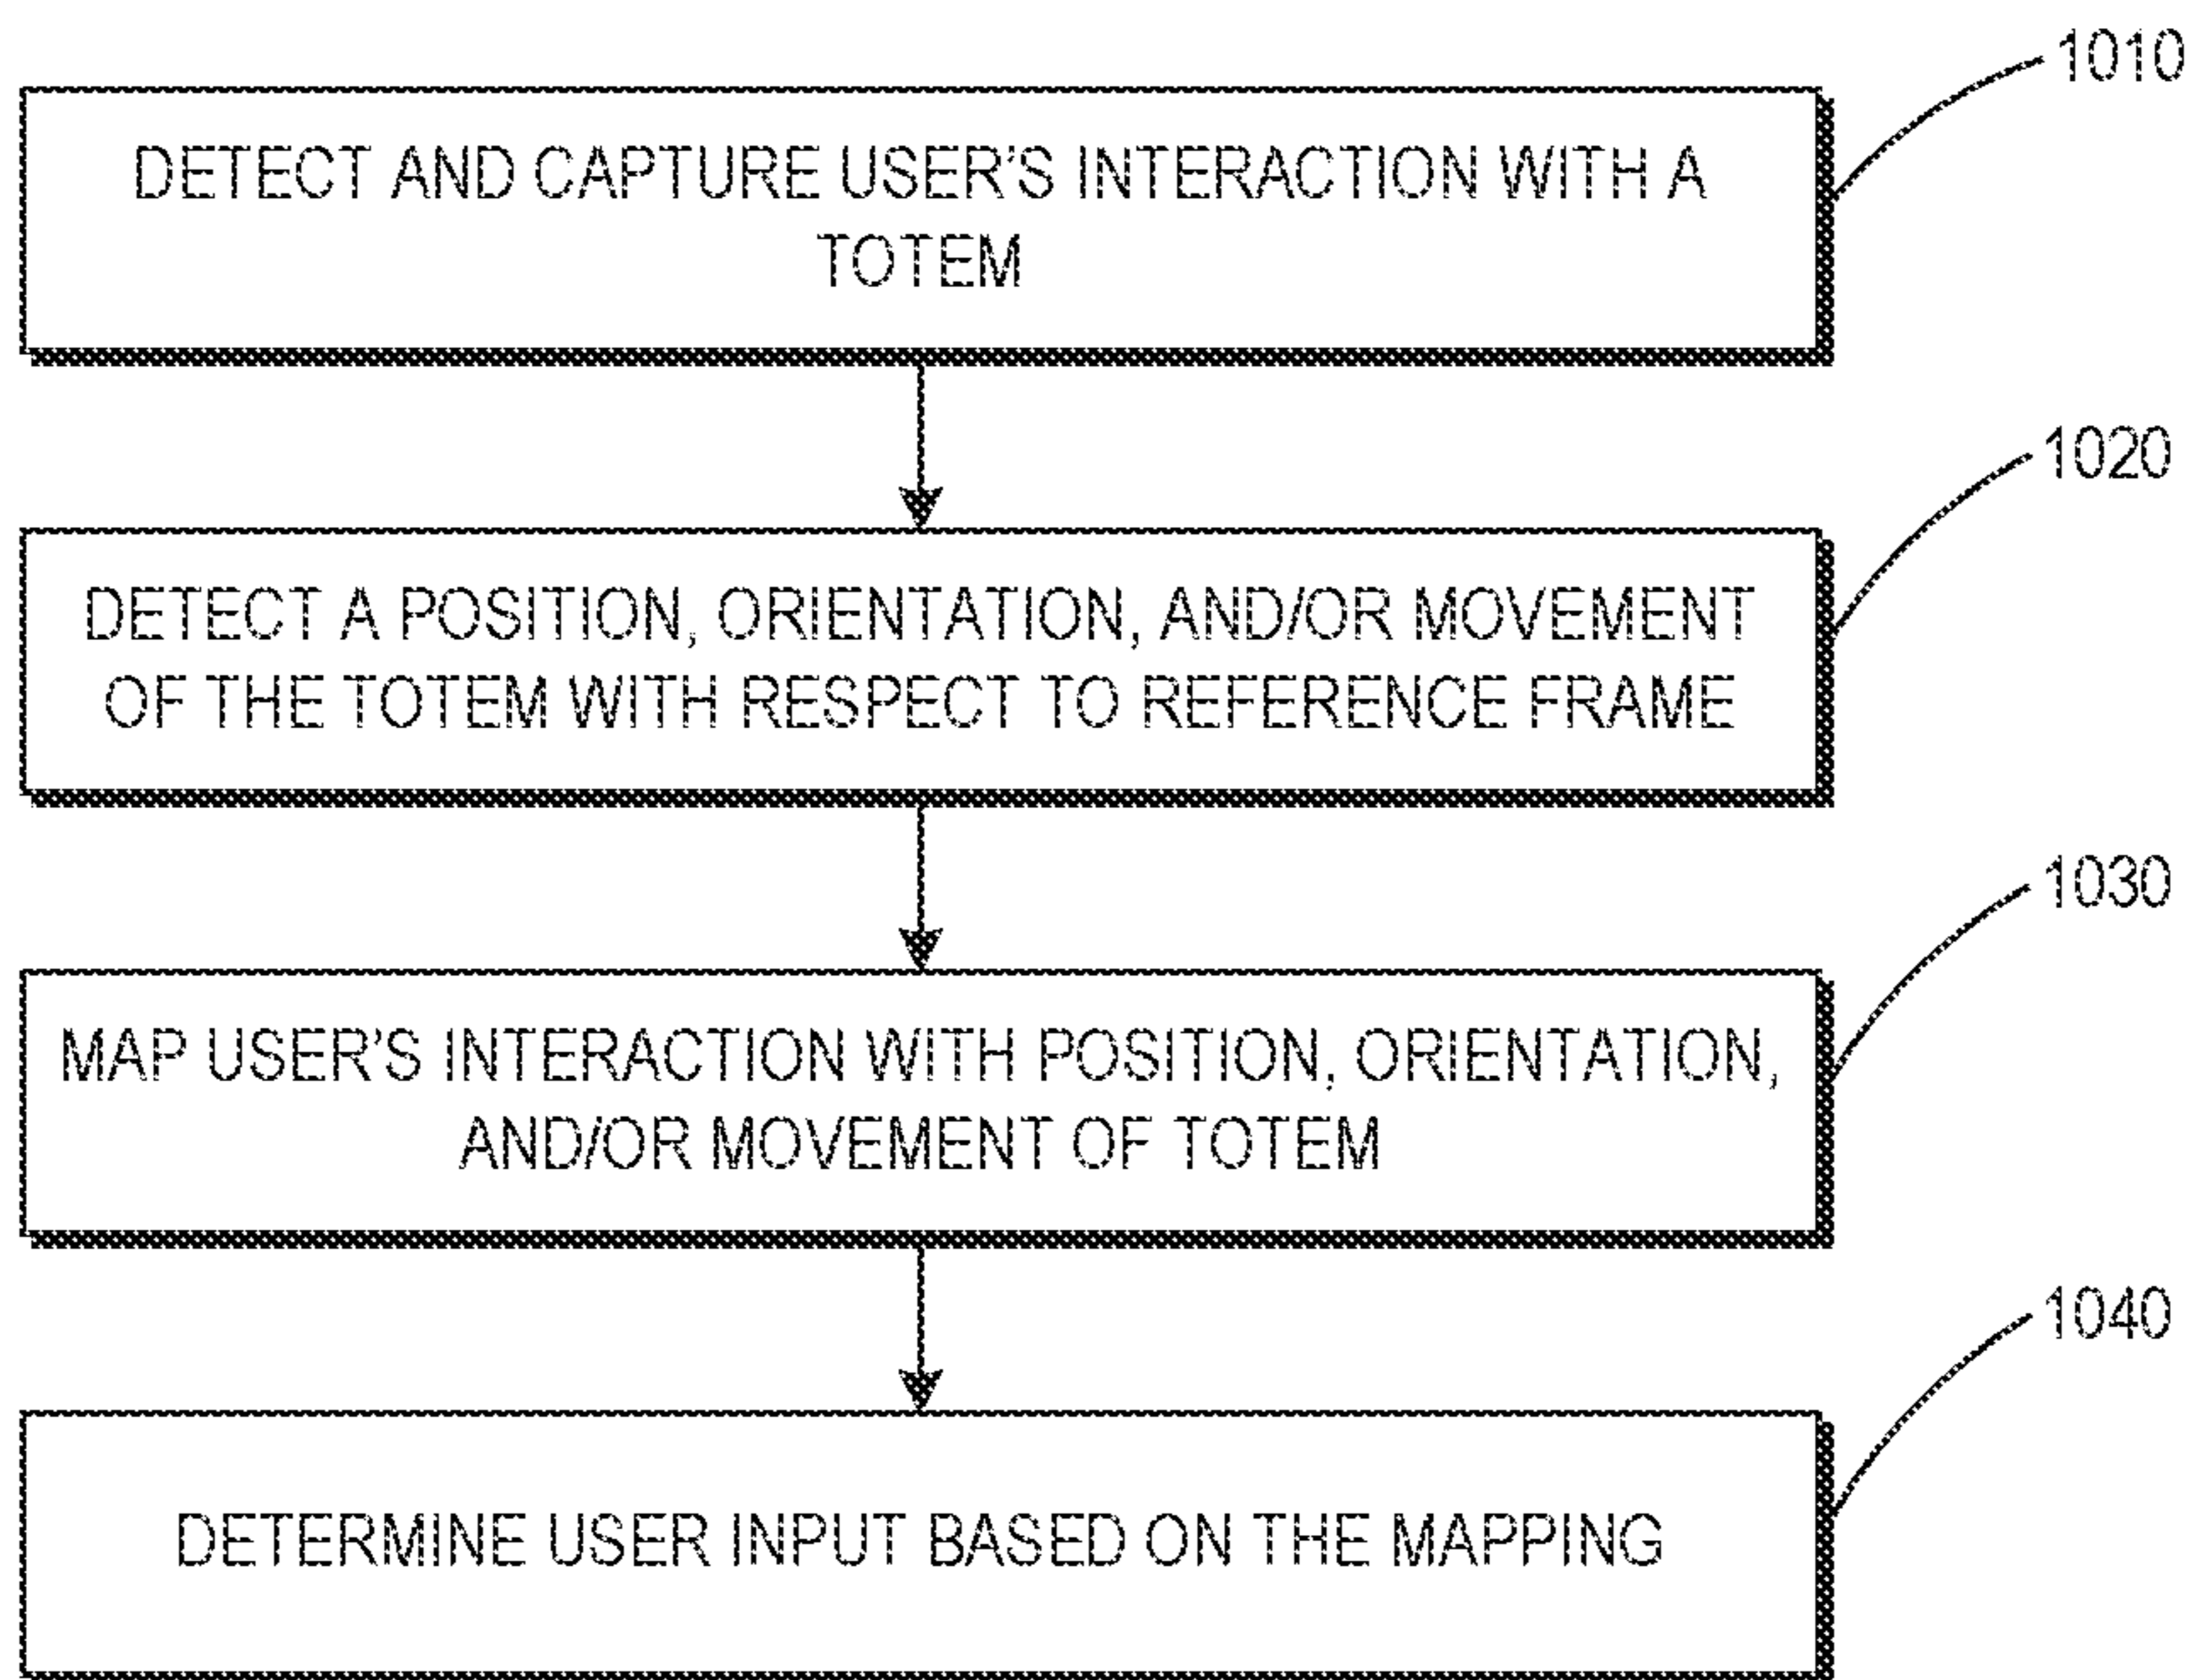 1010
DETECT AND CAPTURE USER'S INTERACTION WITH A
TOTEM
1020
DETECT A POSITION, ORIENTATION, AND/OR MOVEMENT
OF THE TOTEM WITH RESPECT TO REFERENCE FRAME
1030
MAP USER'S INTERACTION WITH POSITION, ORIENTATION,
AND/OR MOVEMENT OF TOTEM
1040
DETERMINE USER INPUT BASED ON THE MAPPING